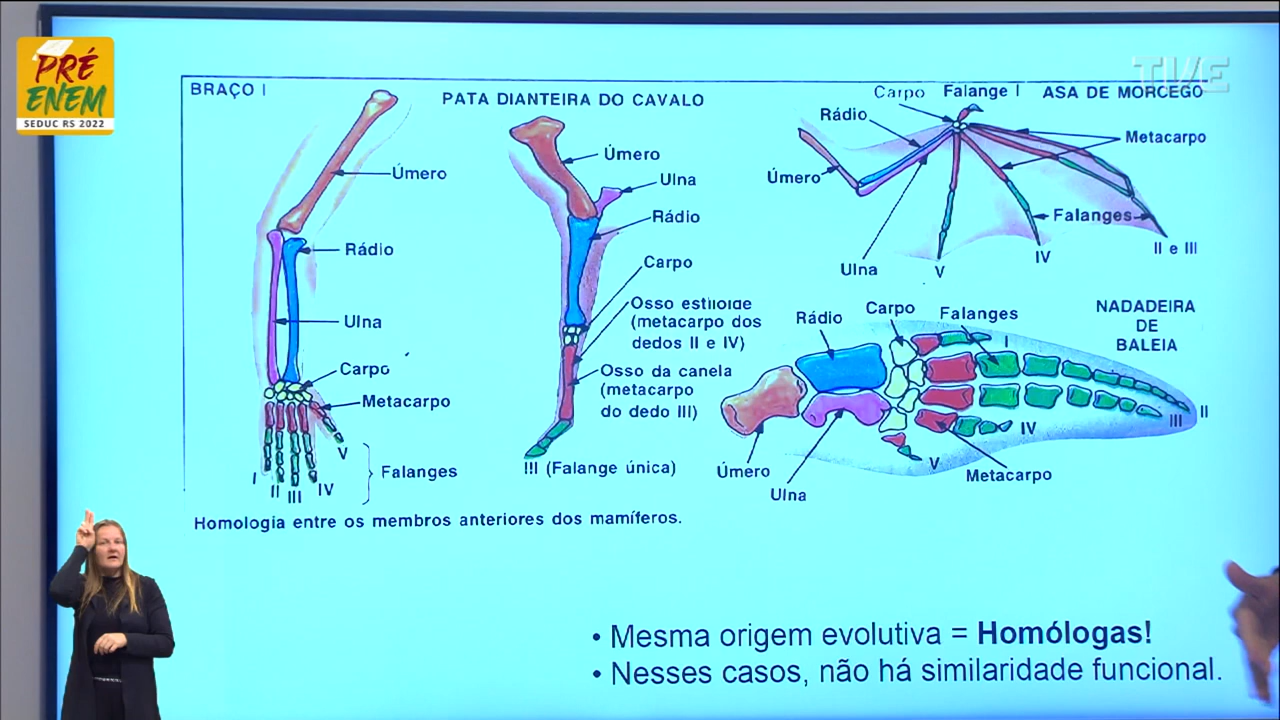 PRÉ
ENEM
SEDUC RS 2022
TVE
BRAÇO I
Úmero
Rádio
Ulna
Carpo
Metacarpo
V
Falanges
I
II
III
IV
PATA DIANTEIRA DO CAVALO
Úmero
Ulna
Rádio
Carpo
Osso estiloide
(metacarpo dos
dedos II e IV)
Osso da canela
(metacarpo
do dedo III)
III (Falange única)
ASA DE MORCEGO
Carpo
Falange I
Rádio
Metacarpo
Úmero
Falanges
Ulna
V
IV
II e III
NADADEIRA
DE
BALEIA
Rádio
Carpo
Falanges
I
II
III
IV
V
Úmero
Ulna
Metacarpo
Homologia entre os membros anteriores dos mamíferos.
• Mesma origem evolutiva = Homólogas!
• Nesses casos, não há similaridade funcional.